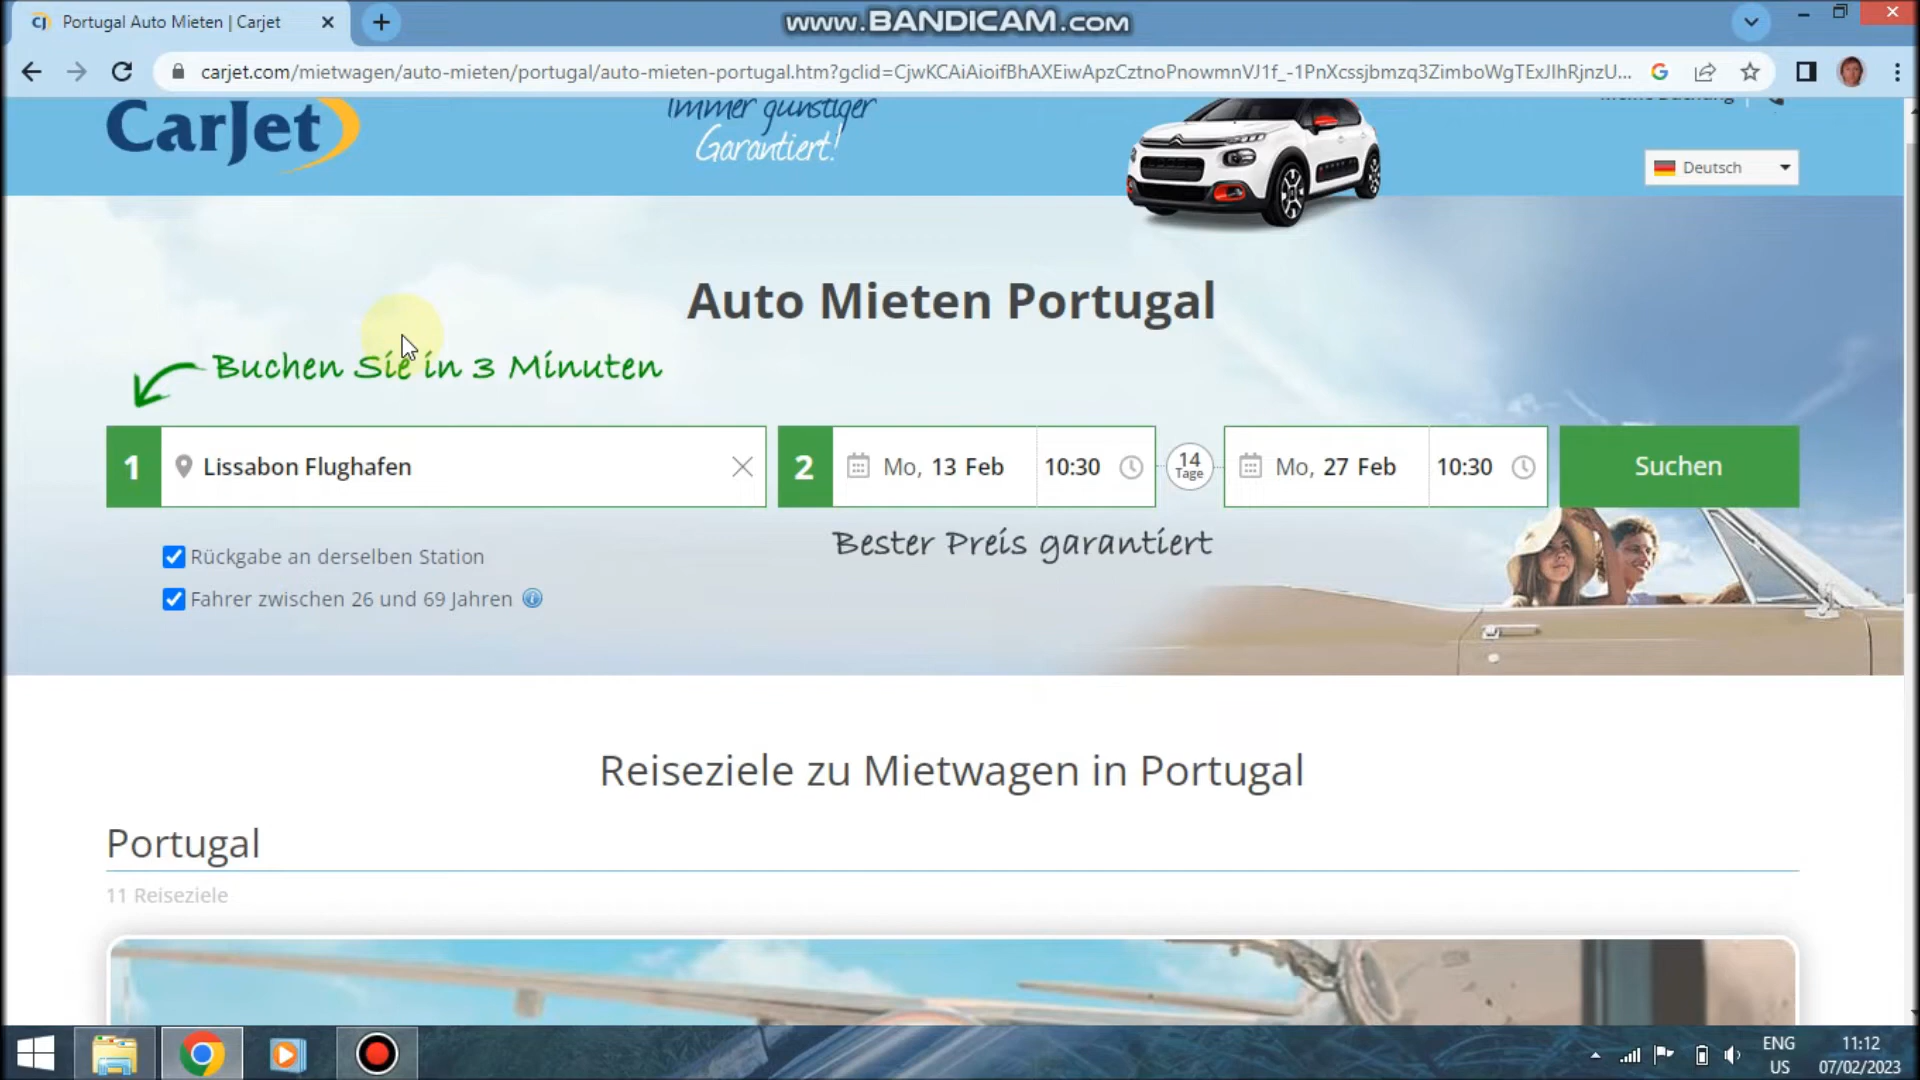 Portugal Auto Mieten | Carjet
www.BANDICAM.com
carjet.com/mietwagen/auto-mieten/portugal/auto-mieten-portugal.htm?gclid=CjwKCAiAioifBhAXEiwApzCztnoPnowmnVJ1f_-1PnXcssjbmzq3ZimboWgTExJlhRjnzU...
CarJet
Immer günstiger
Garantiert!
Deutsch
Auto Mieten Portugal
Buchen Sie in 3 Minuten
1 Lissabon Flughafen
2 Mo, 13 Feb 10:30
14 Tage
Mo, 27 Feb 10:30
Suchen
Rückgabe an derselben Station
Bester Preis garantiert
Fahrer zwischen 26 und 69 Jahren
Reiseziele zu Mietwagen in Portugal
Portugal
11 Reiseziele
ENG
US
11:12
07/02/2023